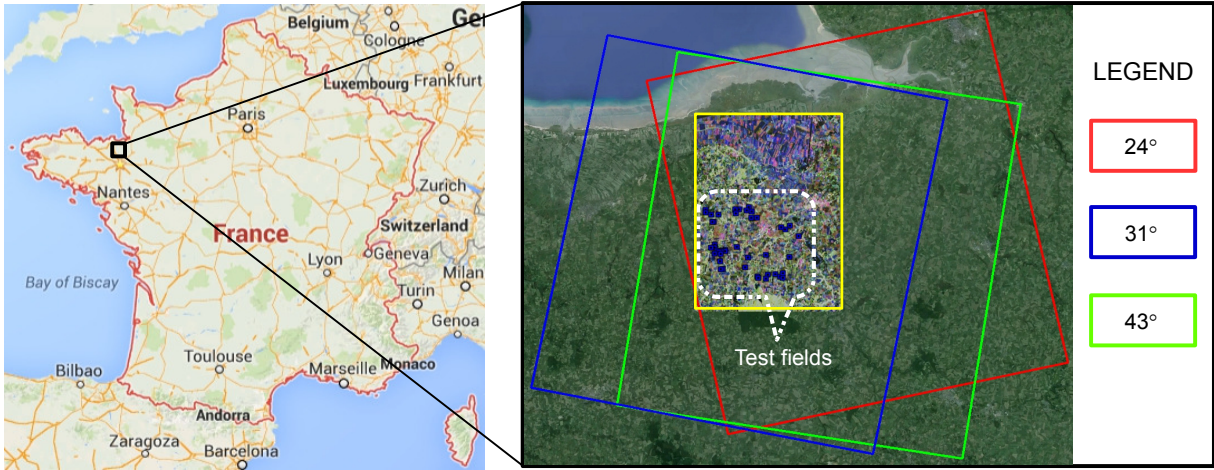 Belgium
Ger
Cologne
Frankfurt
Luxembourg
Paris
Nantes
Zurich
Switzerland
France
Geneva
Bay of Biscay
Lyon
Milan
Turin
Genoa
Toulouse
Marseille
Monaco
Bilbao
Andorra
Zaragoza
Barcelona
Test fields
LEGEND
24°
31°
43°